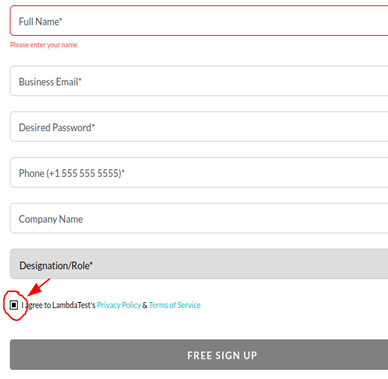 Full Name*
Please enter your name
Business Email*
Desired Password*
Phone (+1 555 555 5555)*
Company Name
Designation/Role*
I agree to LambdaTest's Privacy Policy & Terms of Service
FREE SIGN UP